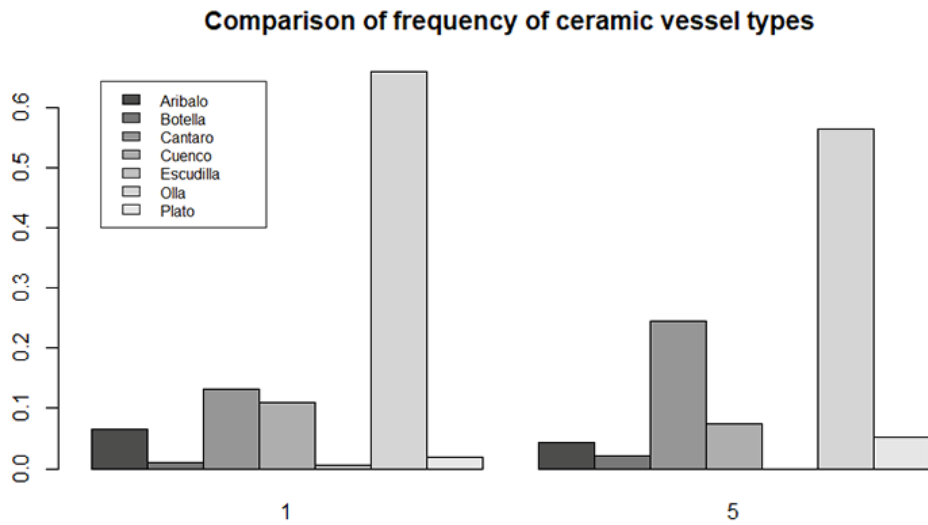 Comparison of frequency of ceramic vessel types
0.6
0.5
0.4
0.3
0.2
0.1
0.0
Aribalo
Botella
Cantaro
Cuenco
Escudilla
Olla
Plato
1
5